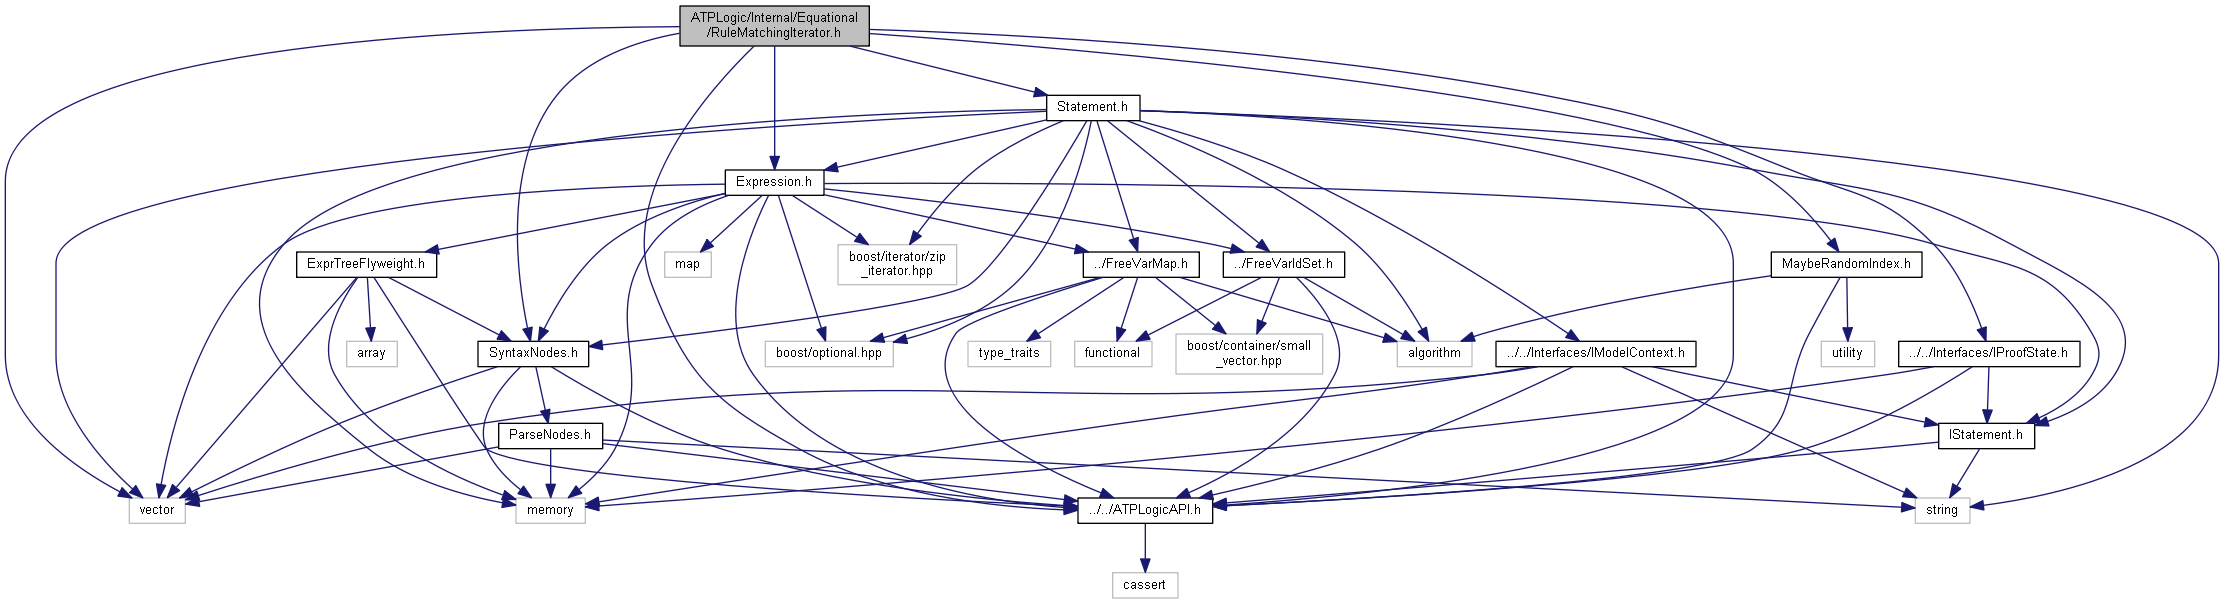 ATPLogic/Internal/Equational
/RuleMatchingIterator.h
Statement.h
Expression.h
ExprTreeFlyweight.h
map
boost/iterator/zip
_iterator.hpp
../FreeVarMap.h
../FreeVarIdSet.h
MaybeRandomIndex.h
array
SyntaxNodes.h
boost/optional.hpp
type_traits
functional
boost/container/small
_vector.hpp
algorithm
../../Interfaces/IModelContext.h
utility
../../Interfaces/IProofState.h
ParseNodes.h
IStatement.h
vector
memory
../../ATPLogicAPI.h
string
cassert